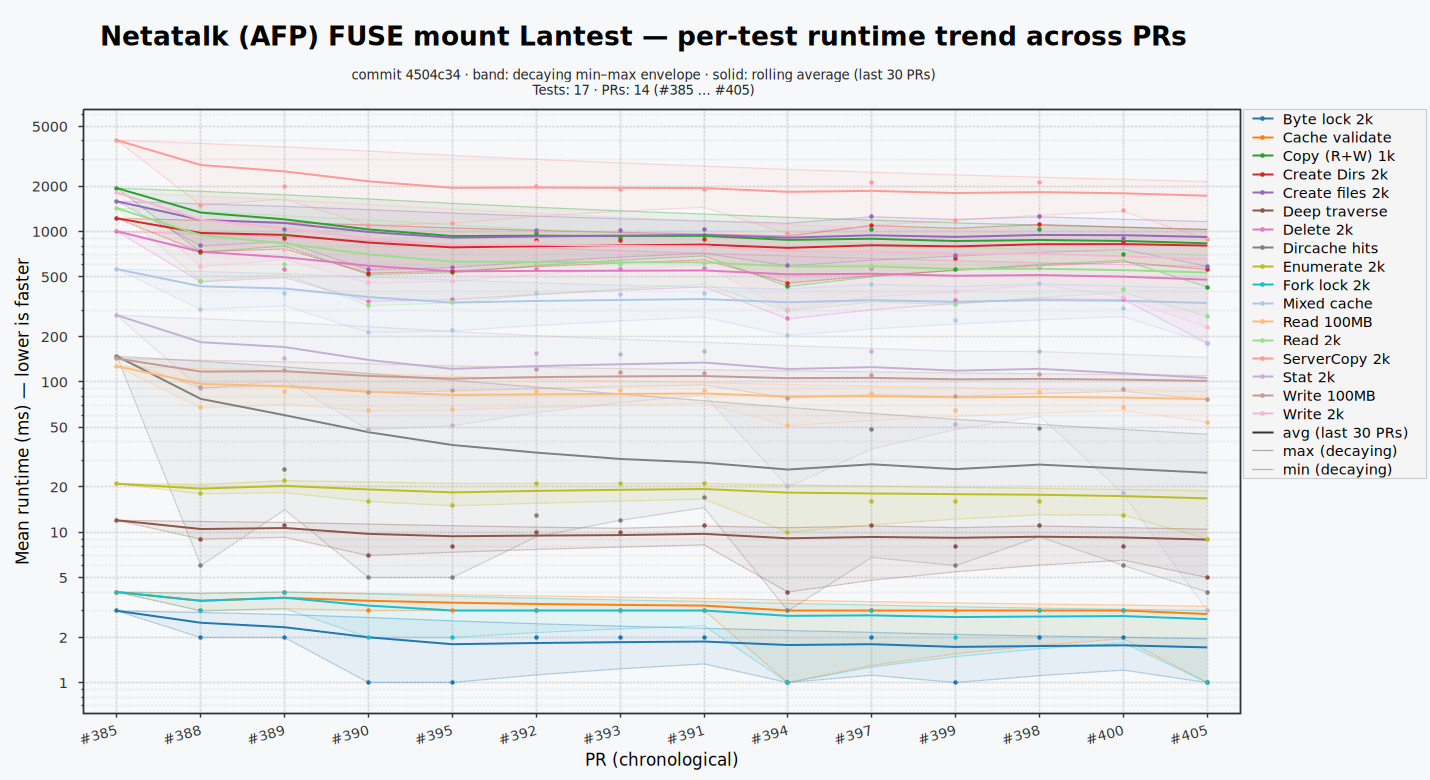 Netatalk (AFP) FUSE mount Lantest — per-test runtime trend across PRs
commit 4504c34 · band: decaying min–max envelope · solid: rolling average (last 30 PRs)
Tests: 17 · PRs: 14 (#385 … #405)
Mean runtime (ms) — lower is faster
5000
2000
1000
500
200
100
50
20
10
5
2
1
#385
#388
#389
#390
#395
#392
#393
#391
#394
#397
#399
#398
#400
#405
PR (chronological)
Byte lock 2k
Cache validate
Copy (R+W) 1k
Create Dirs 2k
Create files 2k
Deep traverse
Delete 2k
Dircache hits
Enumerate 2k
Fork lock 2k
Mixed cache
Read 100MB
Read 2k
ServerCopy 2k
Stat 2k
Write 100MB
Write 2k
avg (last 30 PRs)
max (decaying)
min (decaying)